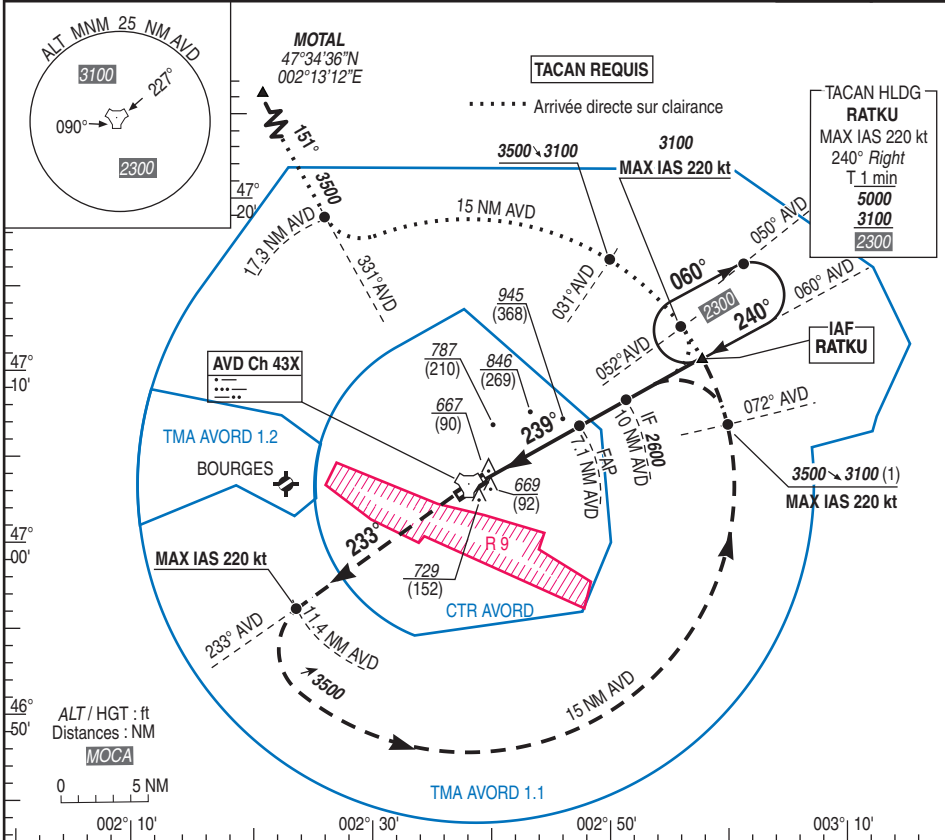 ALT MNM 25 NM AVD
3100
227°
090°
2300
MOTAL
47°34'36"N
002°13'12"E
TACAN REQUIS
Arrivée directe sur clairance
TACAN HLDG
RATKU
MAX IAS 220 kt
240° Right
T 1 min
5000
3100
2300
3500 ↘ 3100
3100
MAX IAS 220 kt
151°
3500
17.3 NM AVD
331° AVD
15 NM AVD
031° AVD
050° AVD
060° AVD
060°
2300
240°
052° AVD
IAF
RATKU
072° AVD
3500 ↘ 3100 (1)
MAX IAS 220 kt
945
(368)
787
(210)
846
(269)
667
(90)
AVD Ch 43X
239°
IF 2600
10 NM AVD
FAP
7.1 NM AVD
669
(92)
TMA AVORD 1.2
BOURGES
R 9
729
(152)
CTR AVORD
233°
MAX IAS 220 kt
233° AVD
11.4 NM AVD
↗ 3500
15 NM AVD
TMA AVORD 1.1
ALT / HGT : ft
Distances : NM
MOCA
0 5 NM
47°
20'
47°
10'
47°
00'
46°
50'
002°10' 002°30' 002°50' 003°10'